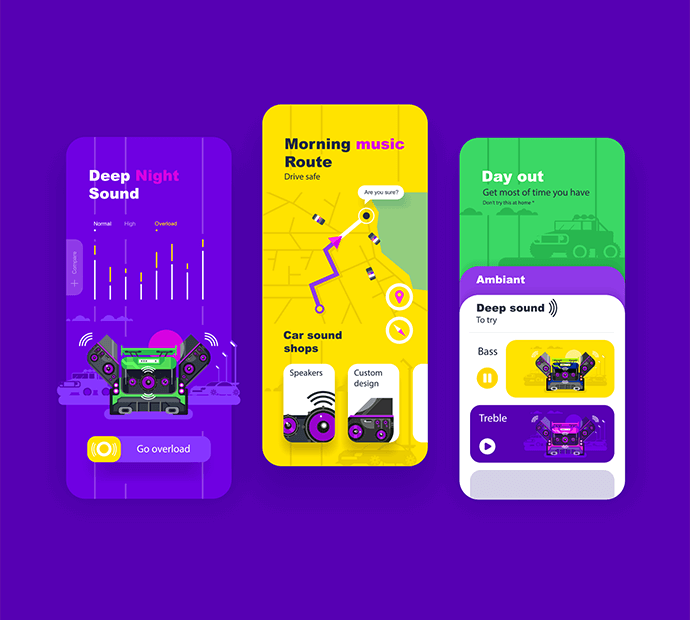 Deep Night
Sound
Normal
High
Overload
Compare
Go overload
Morning music
Route
Drive safe
Are you sure?
Car sound
shops
Speakers
Custom
design
Day out
Get most of time you have
Don't try this at home *
Ambiant
Deep sound
To try
Bass
Treble